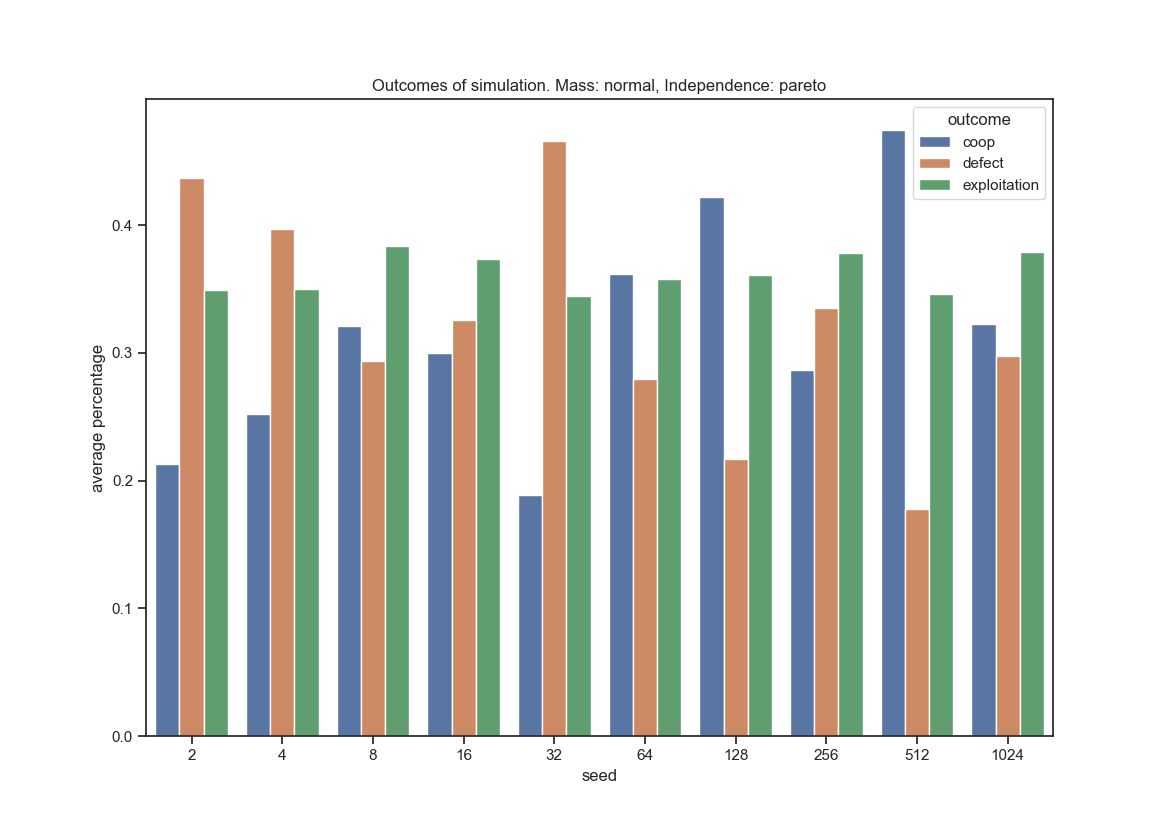 Outcomes of simulation. Mass: normal, Independence: pareto
outcome
coop
defect
exploitation
average percentage
0.4
0.3
0.2
0.1
0.0
2 4 8 16 32 64 128 256 512 1024
seed